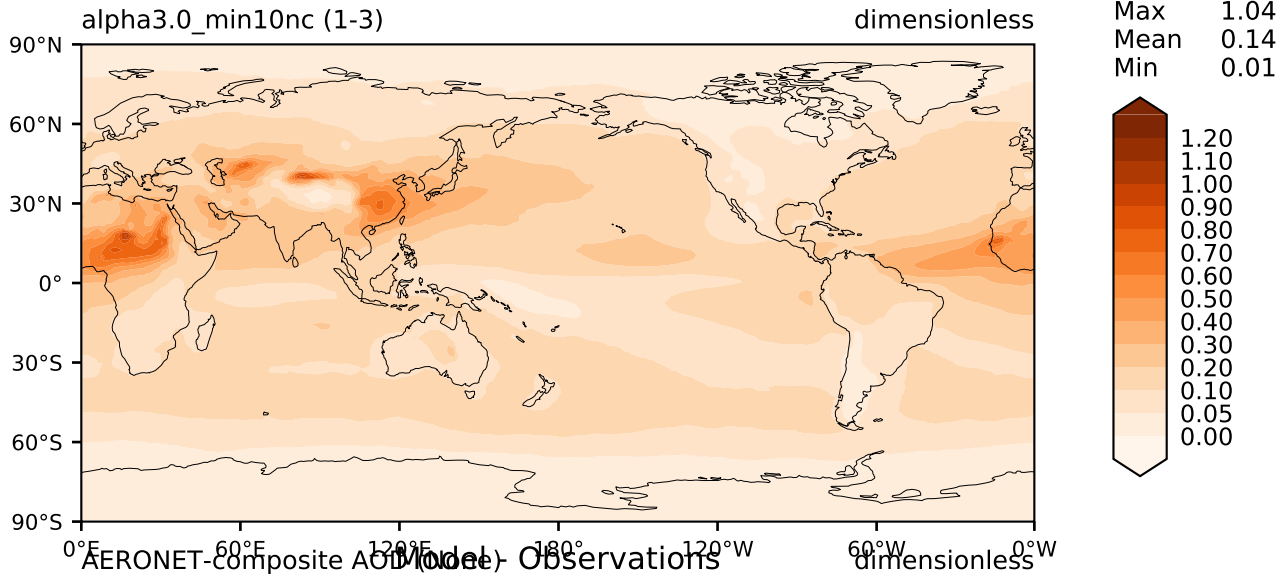 alpha3.0_min10nc (1-3) dimensionless
Max 1.04
Mean 0.14
Min 0.01
90°N
60°N
30°N
0°
30°S
60°S
90°S
1.20
1.10
1.00
0.90
0.80
0.70
0.60
0.50
0.40
0.30
0.20
0.10
0.05
0.00
0°E 60°E 120°E 180° 120°W 60°W 0°W
AERONET-composite AOD (None) Model - Observations dimensionless